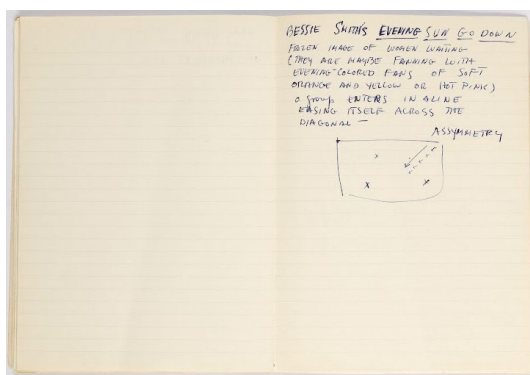 BESSIE SMITH'S EVENING SUN GO DOWN
FROZEN IMAGE OF WOMEN WAITING
(THEY ARE MAYBE FANNING WITH
EVENING-COLORED FANS OF SOFT
ORANGE AND YELLOW OR HOT PINK)
a group ENTERS IN A LINE
EASING ITSELF ACROSS THE
DIAGONAL —
ASSYMMETRY